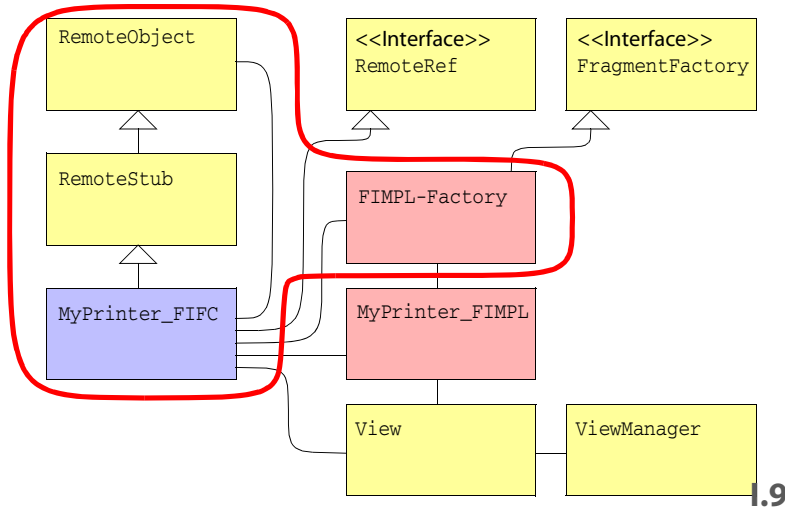 RemoteObject
<<Interface>>
RemoteRef
<<Interface>>
FragmentFactory
RemoteStub
FIMPL-Factory
MyPrinter_FIFC
MyPrinter_FIMPL
View
ViewManager
I.9